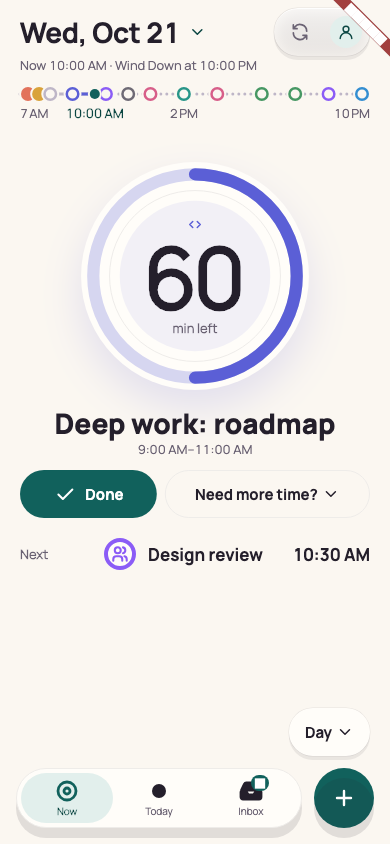 Wed, Oct 21
Now 10:00 AM · Wind Down at 10:00 PM
7 AM 10:00 AM 2 PM 10 PM
60
min left
Deep work: roadmap
9:00 AM–11:00 AM
Done Need more time?
Next Design review 10:30 AM
Day
Now Today Inbox